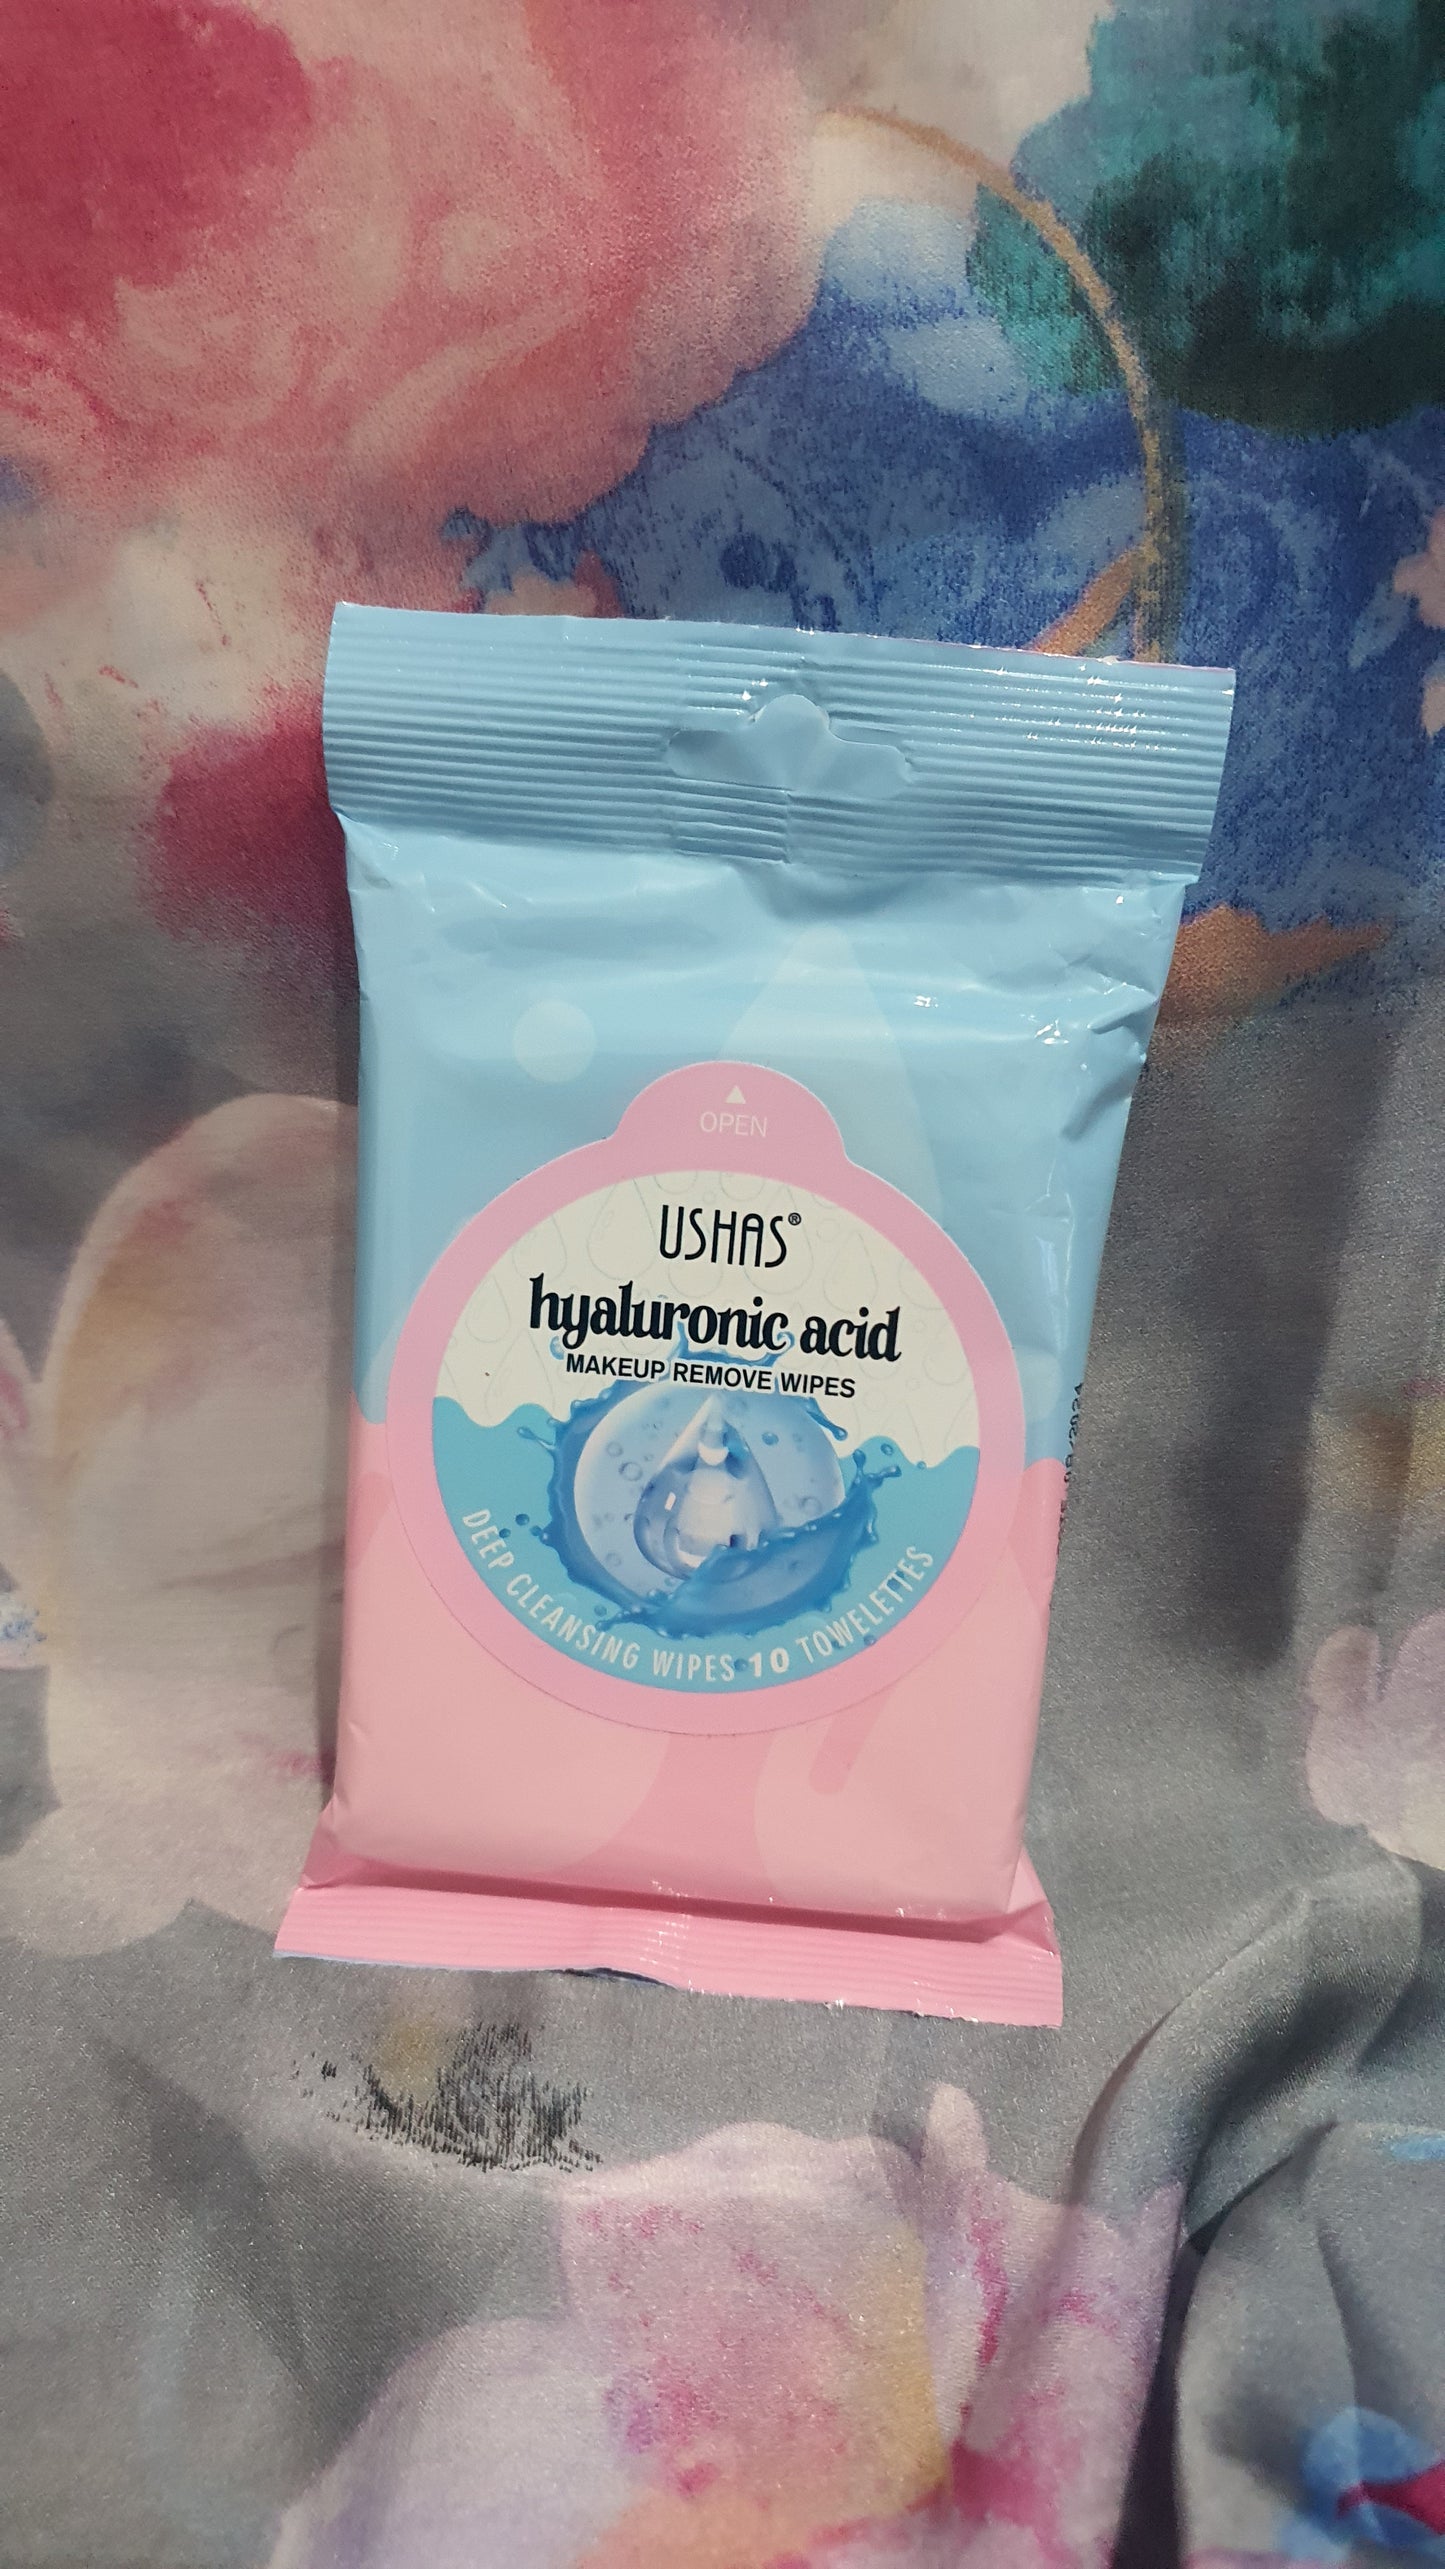 OPEN
USHAS®
hyaluronic acid
MAKEUP REMOVE WIPES
DEEP CLEANSING WIPES 10 TOWELETTES